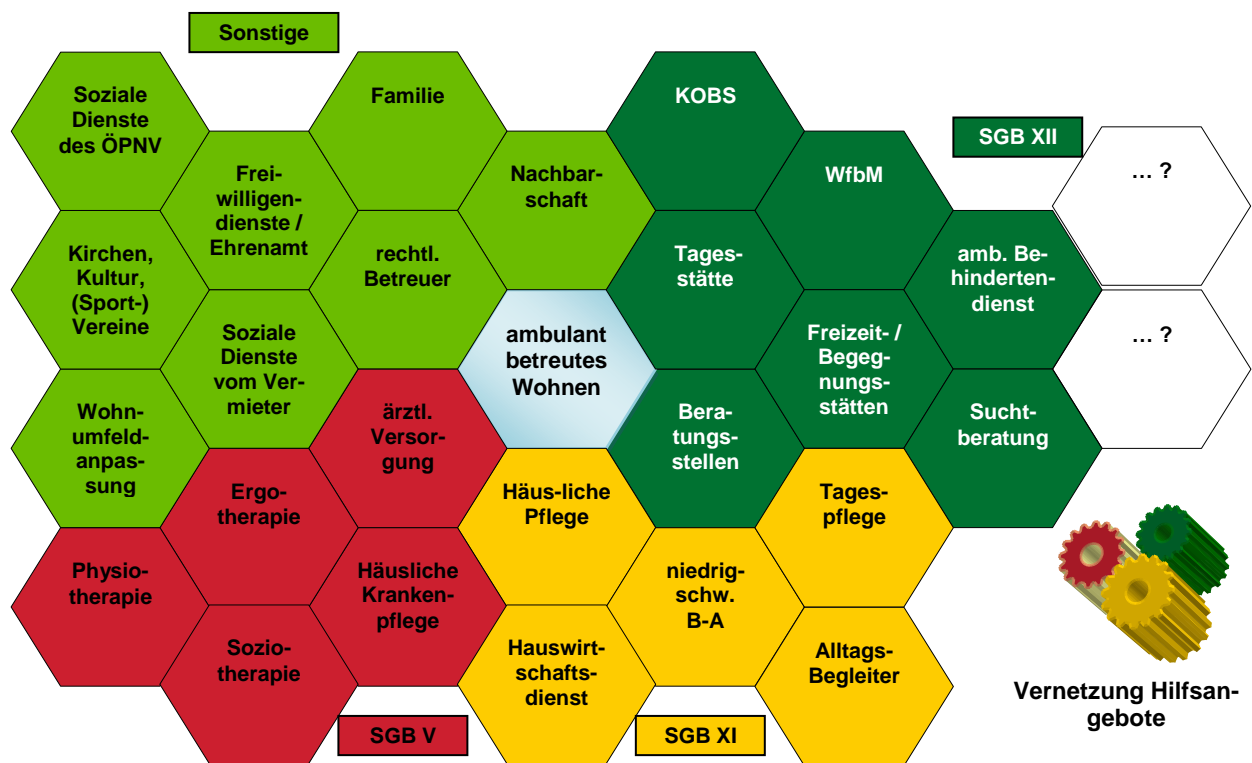 Sonstige
Soziale
Dienste
des ÖPNV
Familie
KOBS
SGB XII
Frei-
willigen-
dienste /
Ehrenamt
Nachbar-
schaft
WfbM
... ?
Kirchen,
Kultur,
(Sport-)
Vereine
rechtl.
Betreuer
Tages-
stätte
amb. Be-
hinderten-
dienst
Soziale
Dienste
vom Ver-
mieter
ambulant
betreutes
Wohnen
Freizeit- /
Begeg-
nungs-
stätten
... ?
Wohn-
umfeld-
anpas-
sung
ärztl.
Versor-
gung
Bera-
tungs-
stellen
Sucht-
beratung
Ergo-
therapie
Häus-liche
Pflege
Tages-
pflege
Physio-
therapie
Häusliche
Kranken-
pflege
niedrig-
schw.
B-A
Sozio-
therapie
Hauswirt-
schafts-
dienst
Alltags-
Begleiter
Vernetzung Hilfsan-
gebote
SGB V
SGB XI